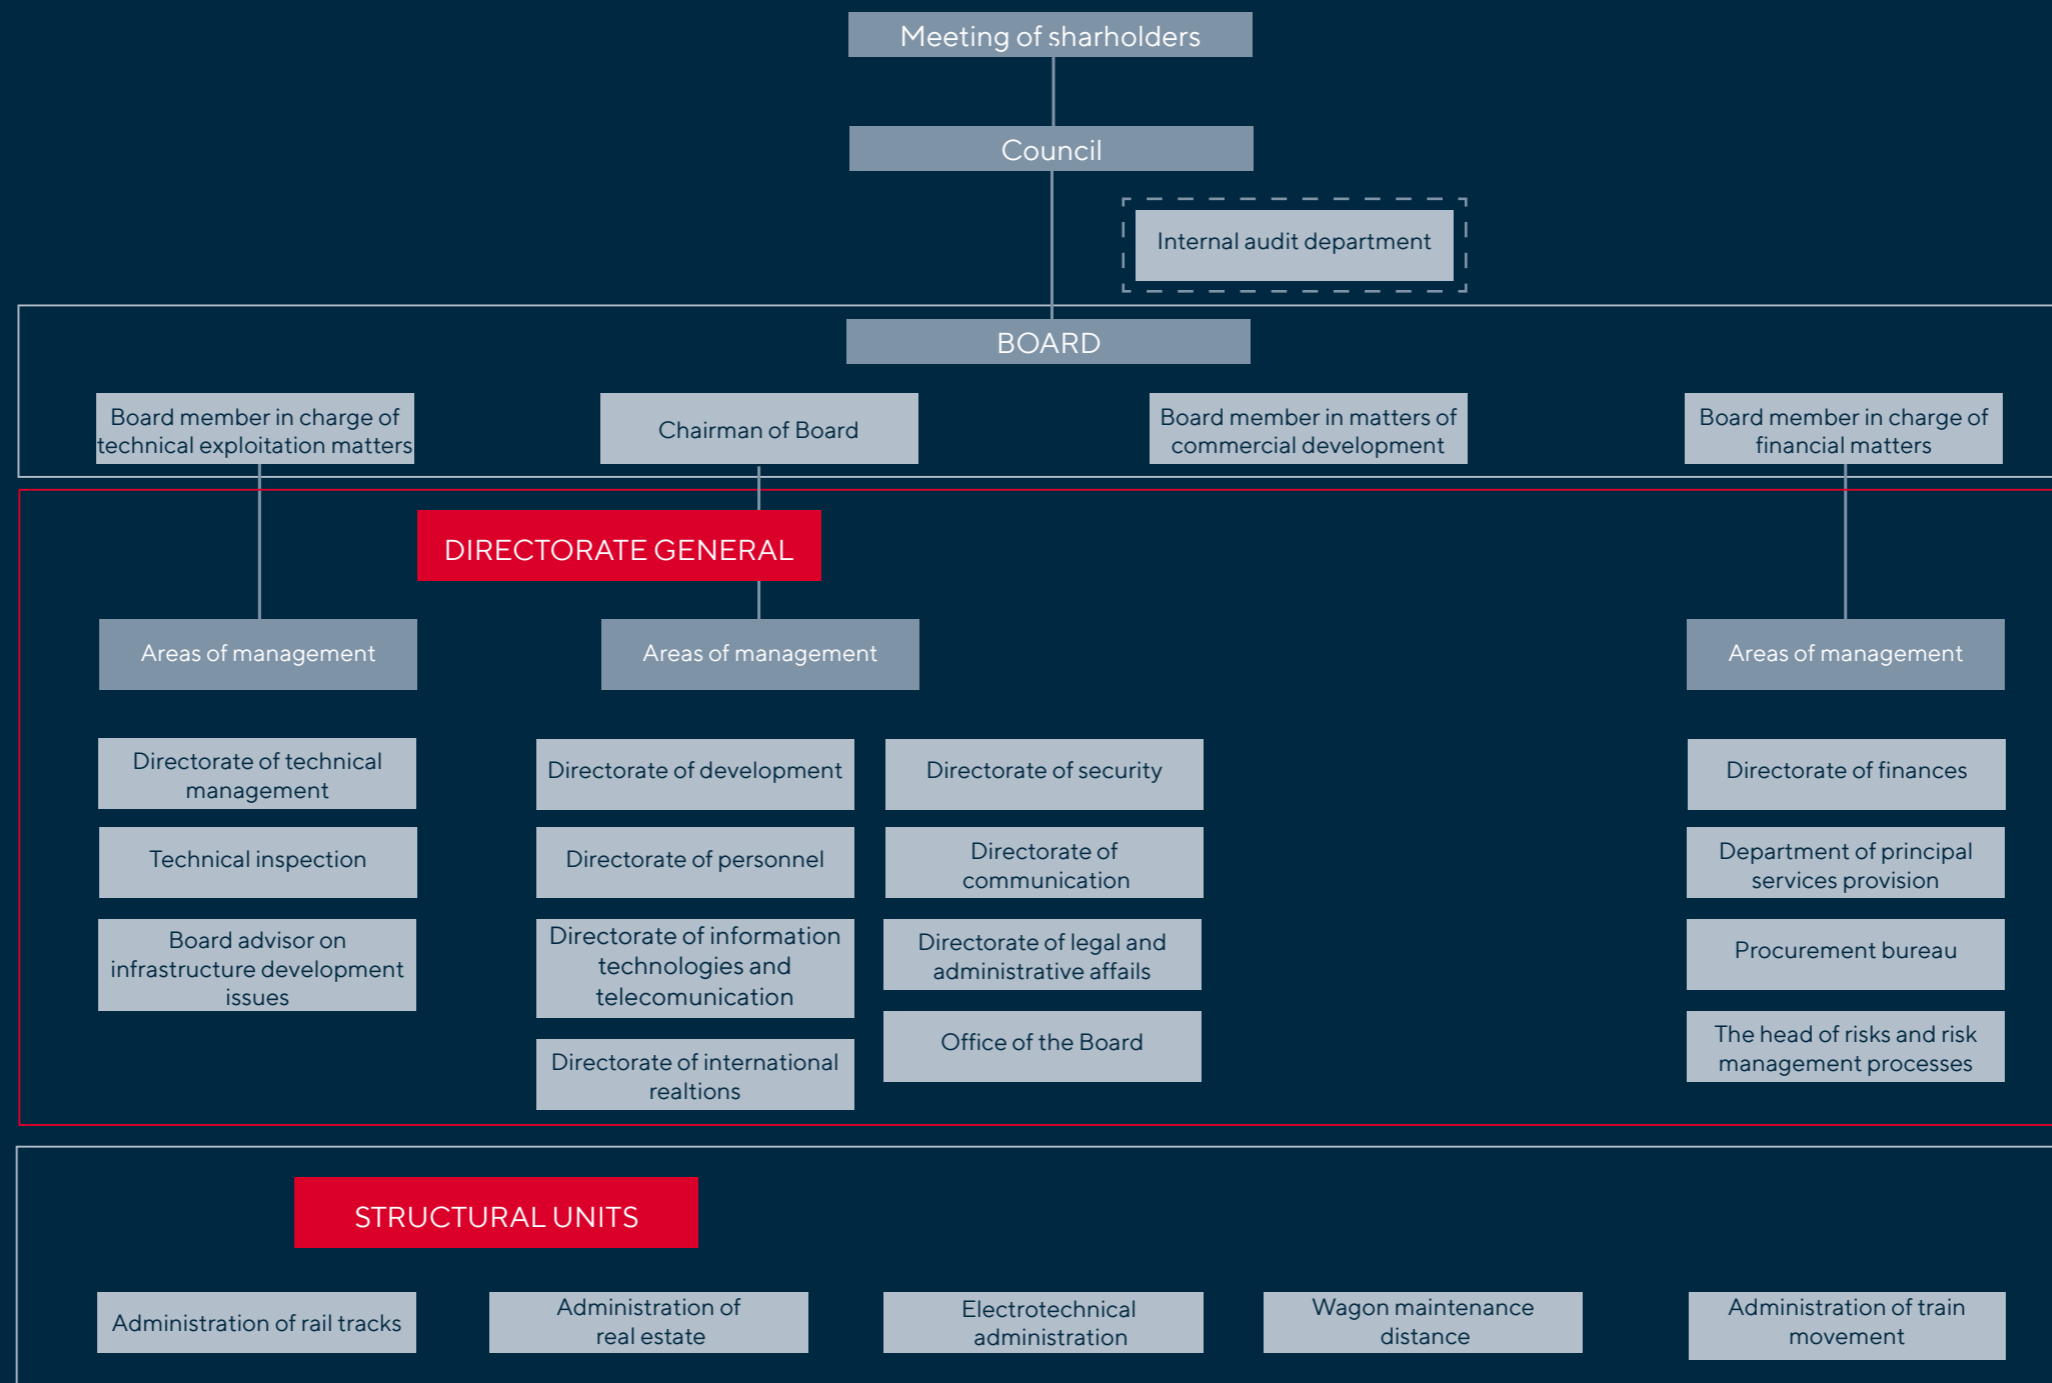 Meeting of sharholders
Council
Internal audit department
BOARD
Board member in charge of
technical exploitation matters
Chairman of Board
Board member in matters of
commercial development
Board member in charge of
financial matters
DIRECTORATE GENERAL
Areas of management
Areas of management
Areas of management
Directorate of technical
management
Technical inspection
Board advisor on
infrastructure development
issues
Directorate of development
Directorate of personnel
Directorate of information
technologies and
telecomunication
Directorate of international
realtions
Directorate of security
Directorate of
communication
Directorate of legal and
administrative affails
Office of the Board
Directorate of finances
Department of principal
services provision
Procurement bureau
The head of risks and risk
management processes
STRUCTURAL UNITS
Administration of rail tracks
Administration of
real estate
Electrotechnical
administration
Wagon maintenance
distance
Administration of train
movement